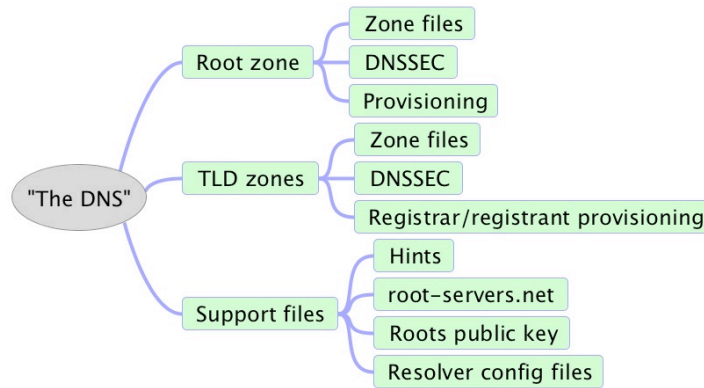 "The DNS"
Root zone
Zone files
DNSSEC
Provisioning
TLD zones
Zone files
DNSSEC
Registrar/registrant provisioning
Support files
Hints
root-servers.net
Roots public key
Resolver config files